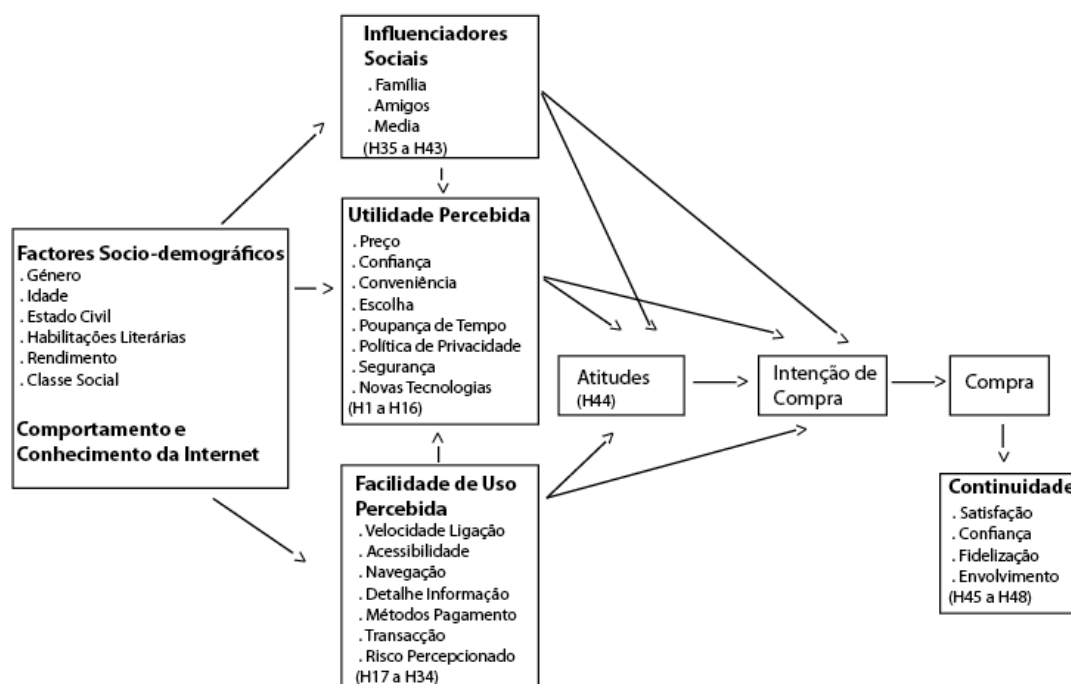 Influenciadores
Sociais
. Família
. Amigos
. Media
(H35 a H43)
Factores Socio-demográficos
. Género
. Idade
. Estado Civil
. Habilitações Literárias
. Rendimento
. Classe Social
Comportamento e
Conhecimento da Internet
Utilidade Percebida
. Preço
. Confiança
. Conveniência
. Escolha
. Poupança de Tempo
. Política de Privacidade
. Segurança
. Novas Tecnologias
(H1 a H16)
Facilidade de Uso
Percebida
. Velocidade Ligação
. Acessibilidade
. Navegação
. Detalhe Informação
. Métodos Pagamento
. Transacção
. Risco Percepcionado
(H17 a H34)
Atitudes
(H44)
Intenção de
Compra
Compra
Continuidade
. Satisfação
. Confiança
. Fidelização
. Envolvimento
(H45 a H48)